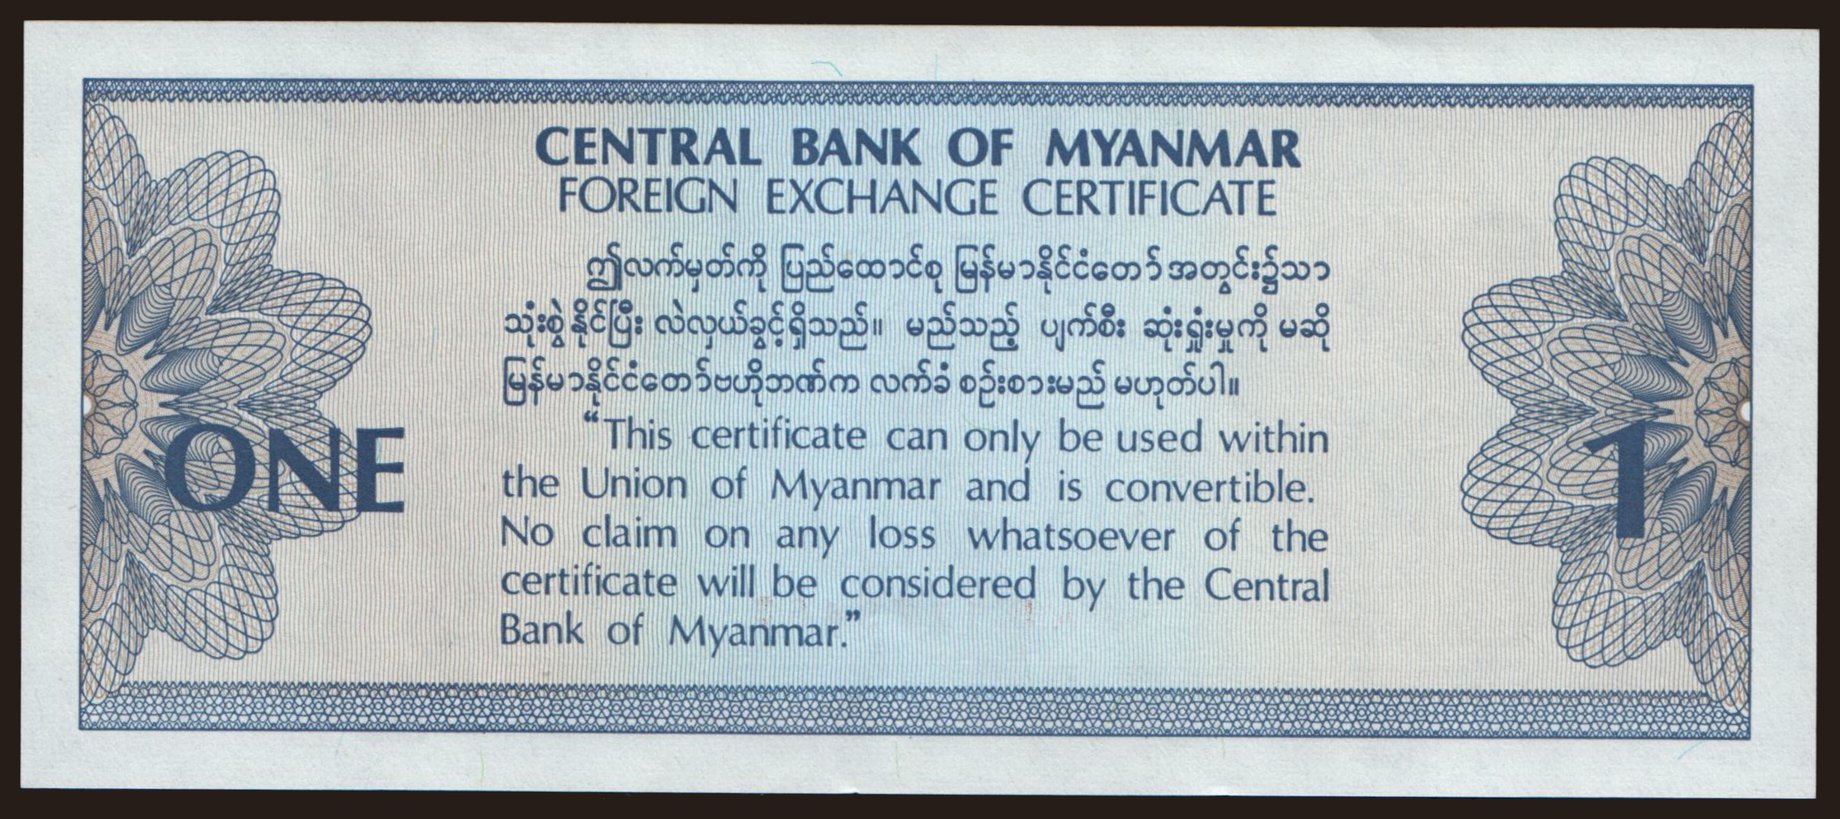 CENTRAL BANK OF MYANMAR
FOREIGN EXCHANGE CERTIFICATE
ဤလက်မှတ်ကို ပြည်ထောင်စု မြန်မာနိုင်ငံတော် အတွင်း၌သာ
သုံးစွဲနိုင်ပြီး လဲလှယ်ခွင့်ရှိသည်။ မည်သည့် ပျက်စီး ဆုံးရှုံးမှုကို မဆို
မြန်မာနိုင်ငံတော်ဗဟိုဘဏ်က လက်ခံ စဉ်းစားမည် မဟုတ်ပါ။
“This certificate can only be used within
the Union of Myanmar and is convertible.
No claim on any loss whatsoever of the
certificate will be considered by the Central
Bank of Myanmar.”
ONE
1